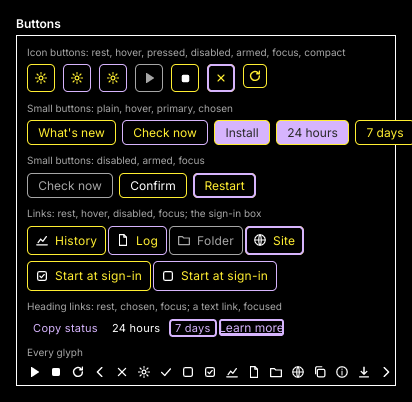 Buttons
Icon buttons: rest, hover, pressed, disabled, armed, focus, compact
Small buttons: plain, hover, primary, chosen
What's new Check now Install 24 hours 7 days
Small buttons: disabled, armed, focus
Check now Confirm Restart
Links: rest, hover, disabled, focus; the sign-in box
History Log Folder Site
Start at sign-in Start at sign-in
Heading links: rest, chosen, focus; a text link, focused
Copy status 24 hours 7 days Learn more
Every glyph